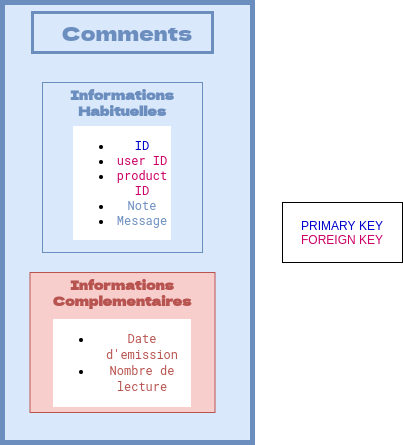 Comments
Informations
Habituelles
ID
user ID
product
ID
Note
Message
Informations
Complementaires
Date
d'emission
Nombre de
lecture
PRIMARY KEY
FOREIGN KEY